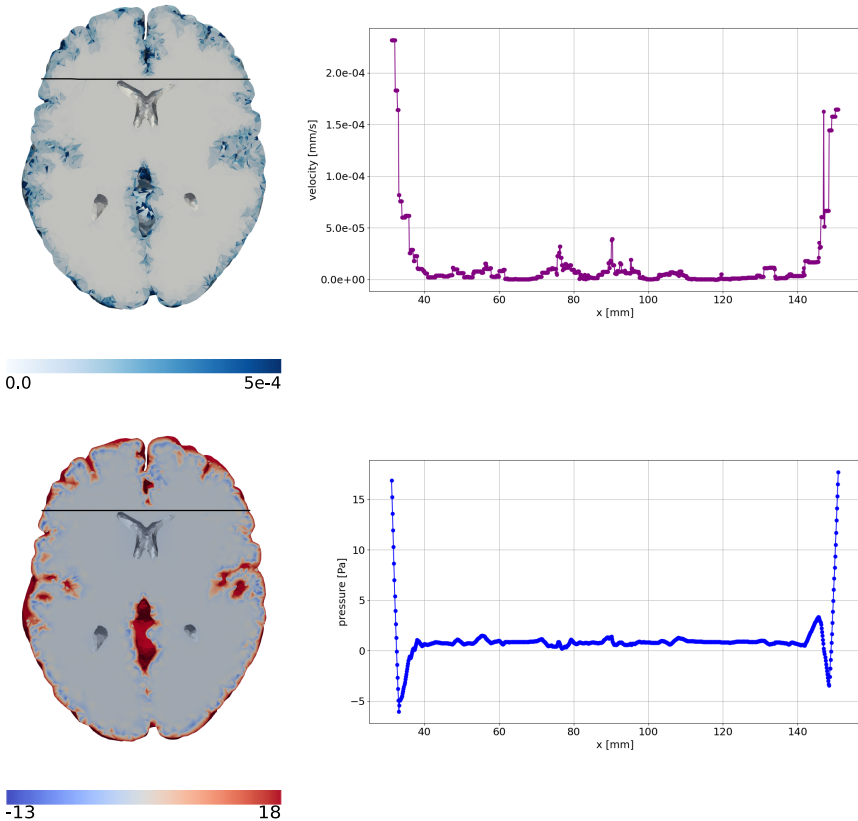 2.0e-04
1.5e-04
1.0e-04
5.0e-05
0.0e+00
velocity [mm/s]
40 60 80 100 120 140
x [mm]
0.0 5e-4
15
10
5
0
−5
pressure [Pa]
40 60 80 100 120 140
x [mm]
-13 18